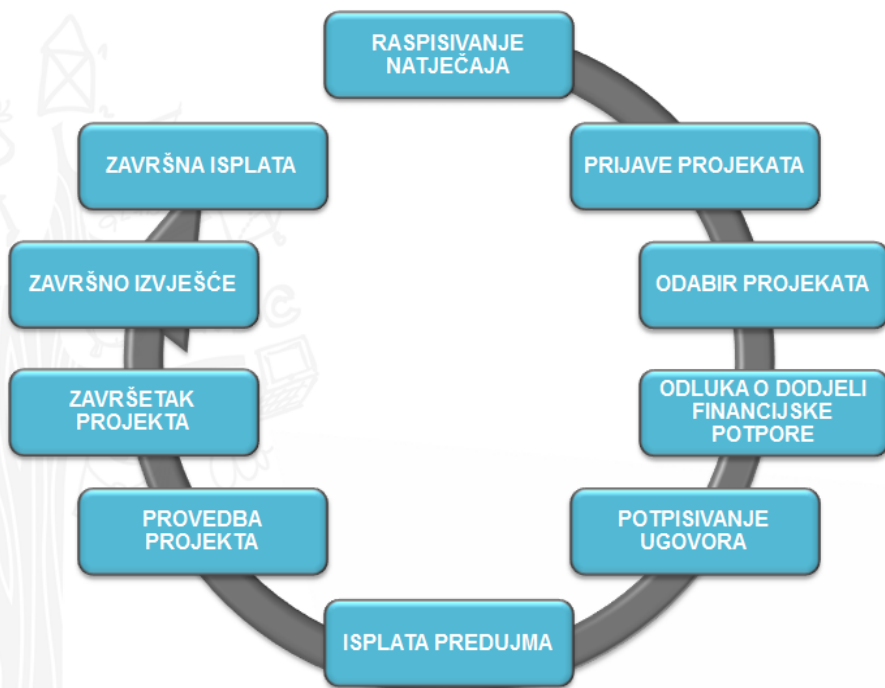 RASPISIVANJE
NATJEČAJA
PRIJAVE PROJEKATA
ODABIR PROJEKATA
ODLUKA O DODJELI
FINANCIJSKE
POTPORE
POTPISIVANJE
UGOVORA
ISPLATA PREDUJMA
PROVEDBA
PROJEKTA
ZAVRŠETAK
PROJEKTA
ZAVRŠNO IZVJEŠĆE
ZAVRŠNA ISPLATA